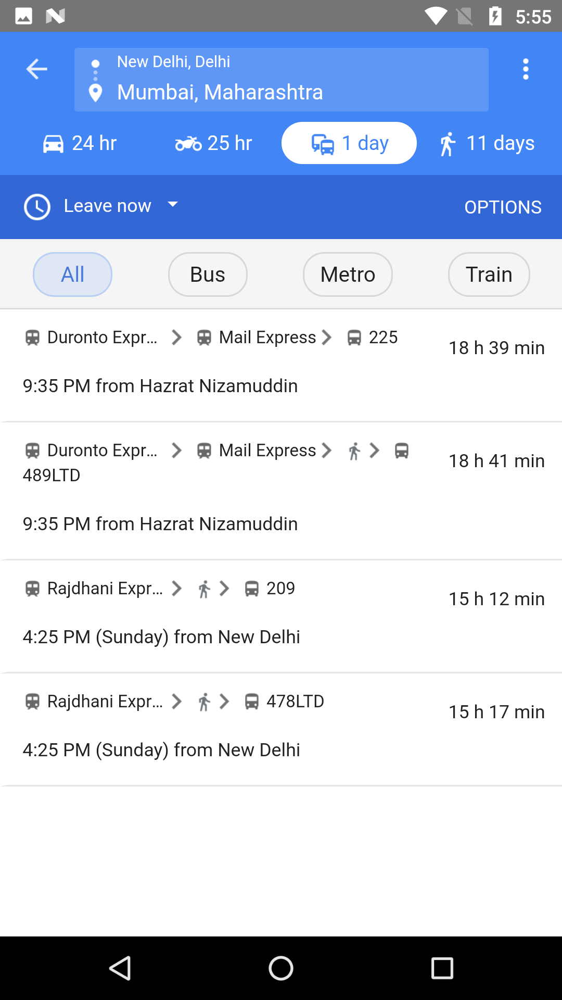 5:55
New Delhi, Delhi
Mumbai, Maharashtra
24 hr 25 hr 1 day 11 days
Leave now OPTIONS
All Bus Metro Train
Duronto Expr... Mail Express 225
18 h 39 min
9:35 PM from Hazrat Nizamuddin
Duronto Expr... Mail Express
18 h 41 min
489LTD
9:35 PM from Hazrat Nizamuddin
Rajdhani Expr... 209
15 h 12 min
4:25 PM (Sunday) from New Delhi
Rajdhani Expr... 478LTD
15 h 17 min
4:25 PM (Sunday) from New Delhi